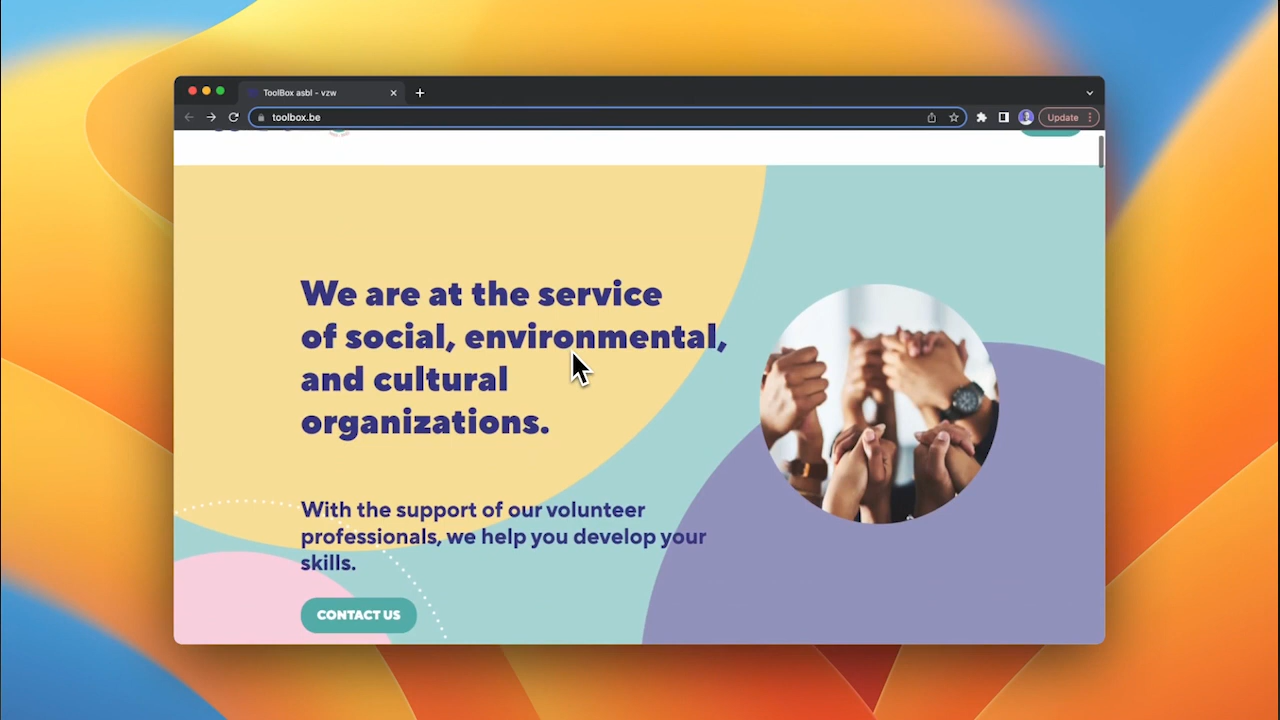 ToolBox asbl - vzw
toolbox.be
Update
We are at the service
of social, environmental,
and cultural
organizations.
With the support of our volunteer
professionals, we help you develop your
skills.
CONTACT US